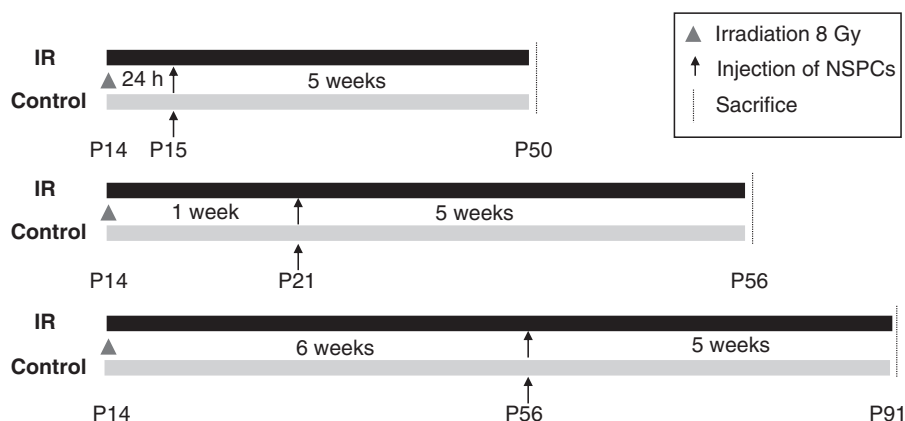 IR
24 h
5 weeks
Control
P14
P15
P50
IR
1 week
5 weeks
Control
P14
P21
P56
IR
6 weeks
5 weeks
Control
P14
P56
P91
Irradiation 8 Gy
Injection of NSPCs
Sacrifice